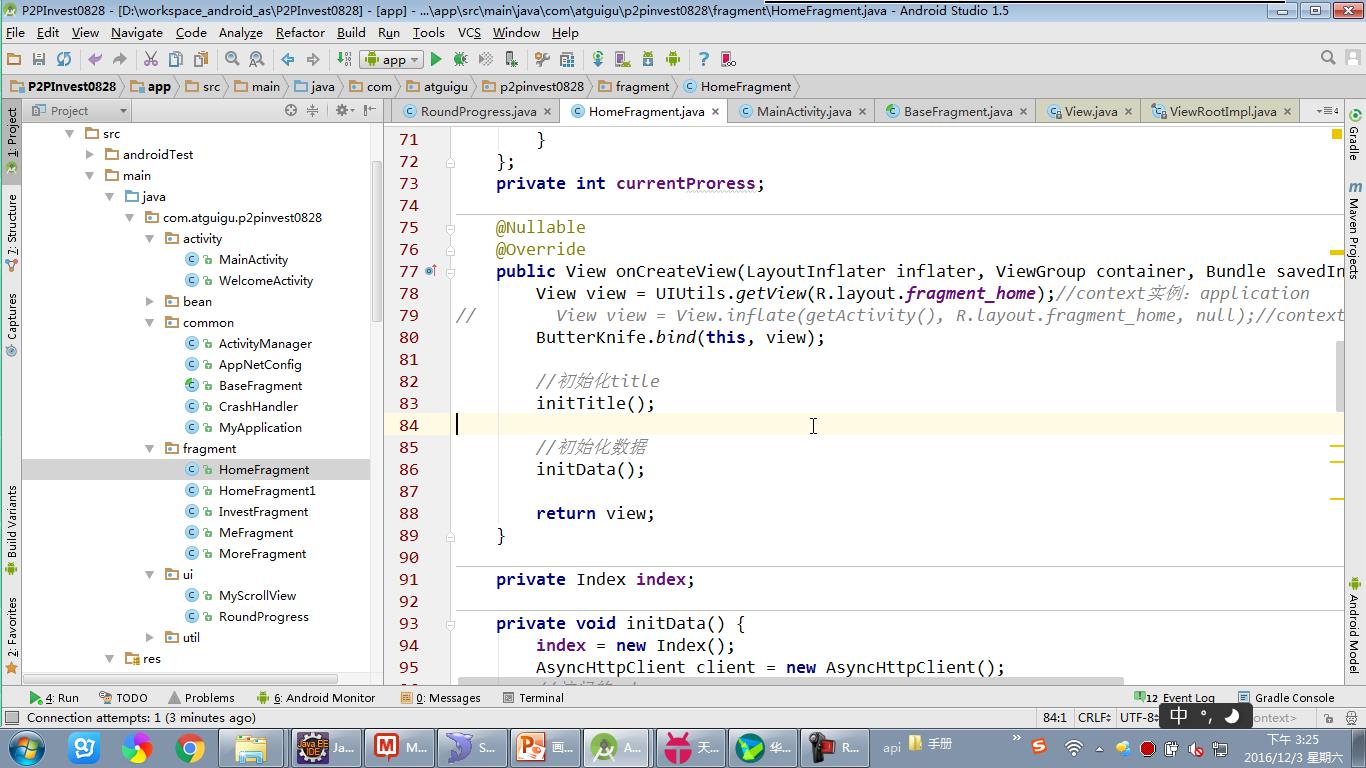 P2PInvest0828 - [D:\workspace_android_as\P2PInvest0828] - [app] - ...\app\src\main\java\com\atguigu\p2pinvest0828\fragment\HomeFragment.java - Android Studio 1.5
File Edit View Navigate Code Analyze Refactor Build Run Tools VCS Window Help
app
P2PInvest0828 app src main java com atguigu p2pinvest0828 fragment HomeFragment
Project
RoundProgress.java HomeFragment.java MainActivity.java BaseFragment.java View.java ViewRootImpl.java
4
1: Project
7: Structure
Captures
Build Variants
2: Favorites
src
androidTest
main
java
com.atguigu.p2pinvest0828
activity
MainActivity
WelcomeActivity
bean
common
ActivityManager
AppNetConfig
BaseFragment
CrashHandler
MyApplication
fragment
HomeFragment
HomeFragment1
InvestFragment
MeFragment
MoreFragment
ui
MyScrollView
RoundProgress
util
res
71 }
72 };
73 private int currentProress;
74
75 @Nullable
76 @Override
77 public View onCreateView(LayoutInflater inflater, ViewGroup container, Bundle savedIn
78 View view = UIUtils.getView(R.layout.fragment_home);//context实例：application
79 // View view = View.inflate(getActivity(), R.layout.fragment_home, null);//context
80 ButterKnife.bind(this, view);
81
82 //初始化title
83 initTitle();
84
85 //初始化数据
86 initData();
87
88 return view;
89 }
90
91 private Index index;
92
93 private void initData() {
94 index = new Index();
95 AsyncHttpClient client = new AsyncHttpClient();
Gradle
Maven Projects
Android Model
4: Run TODO Problems 6: Android Monitor 0: Messages Terminal 12 Event Log Gradle Console
Connection attempts: 1 (3 minutes ago) 84:1 CRLF UTF-8 中 °, ontext>
Ja... M... S... 画... A... 天... 华... R... api 手册
下午 3:25
2016/12/3 星期六